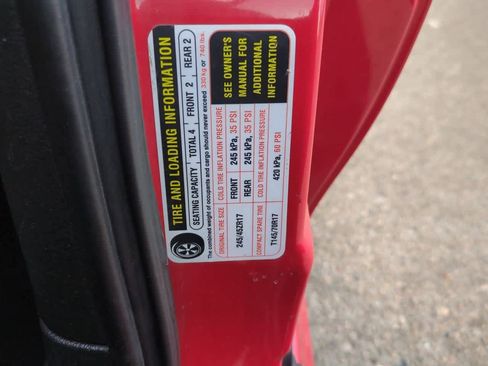 TIRE AND LOADING INFORMATION
SEATING CAPACITY TOTAL 4 FRONT 2 REAR 2
The combined weight of occupants and cargo should never exceed 330 kg or 740 lbs.
ORIGINAL TIRE SIZE COLD TIRE INFLATION PRESSURE
245/45ZR17 FRONT 245 kPa, 35 PSI
REAR 245 kPa, 35 PSI
COMPACT SPARE TIRE COLD TIRE INFLATION PRESSURE
T145/70R17 420 kPa, 60 PSI
SEE OWNER'S
MANUAL FOR
ADDITIONAL
INFORMATION